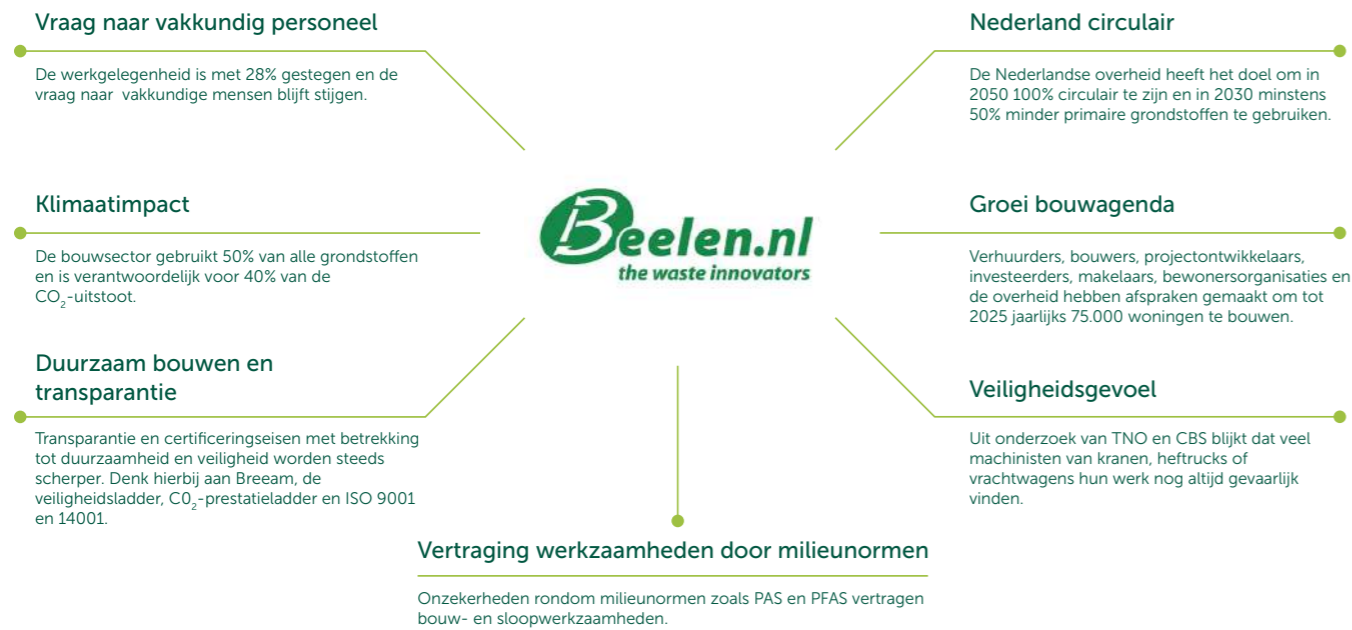 Vraag naar vakkundig personeel
De werkgelegenheid is met 28% gestegen en de
vraag naar vakkundige mensen blijft stijgen.
Klimaatimpact
De bouwsector gebruikt 50% van alle grondstoffen
en is verantwoordelijk voor 40% van de
CO₂-uitstoot.
Duurzaam bouwen en
transparantie
Transparantie en certificeringseisen met betrekking
tot duurzaamheid en veiligheid worden steeds
scherper. Denk hierbij aan Breeam, de
veiligheidsladder, C0₂-prestatieladder en ISO 9001
en 14001.
Beelen.nl
the waste innovators
Vertraging werkzaamheden door milieunormen
Onzekerheden rondom milieunormen zoals PAS en PFAS vertragen
bouw- en sloopwerkzaamheden.
Nederland circulair
De Nederlandse overheid heeft het doel om in
2050 100% circulair te zijn en in 2030 minstens
50% minder primaire grondstoffen te gebruiken.
Groei bouwagenda
Verhuurders, bouwers, projectontwikkelaars,
investeerders, makelaars, bewonersorganisaties en
de overheid hebben afspraken gemaakt om tot
2025 jaarlijks 75.000 woningen te bouwen.
Veiligheidsgevoel
Uit onderzoek van TNO en CBS blijkt dat veel
machinisten van kranen, heftrucks of
vrachtwagens hun werk nog altijd gevaarlijk
vinden.